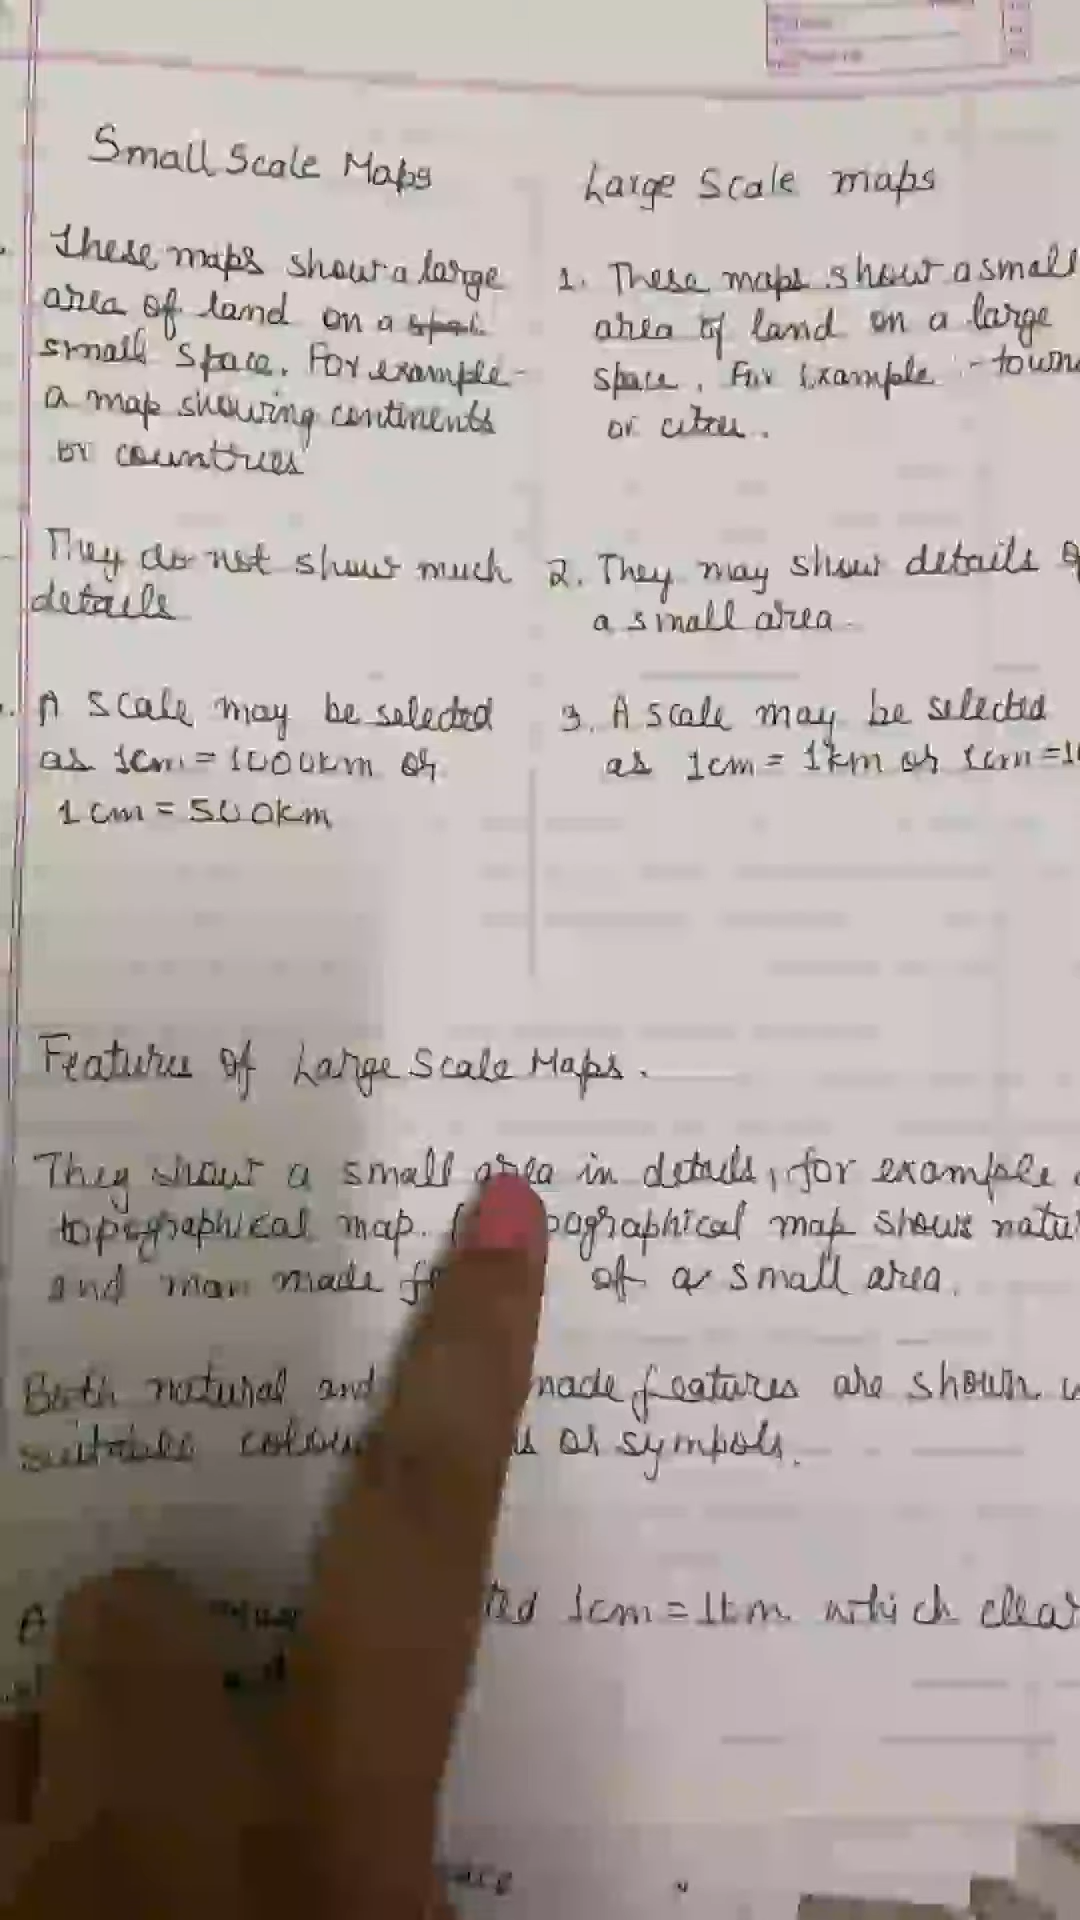 Small Scale Maps
These maps show a large
area of land on a
small space. For example -
a map showing continents
or countries
They do not show much
details
A scale may be selected
as 1cm = 1000km or
1cm = 500km
Large Scale maps
1. These maps show a small
area of land on a large
space. For Example - town
or cities.
2. They may show details of
a small area.
3. A scale may be selected
as 1cm = 1km or 1cm = 1
Features of Large Scale Maps.
They show a small area in details, for example
topographical map. pographical map shows natu
and man made of a small area.
Both natural and made features are shown
suitable or symbols.
A ted 1cm = 1km which clear